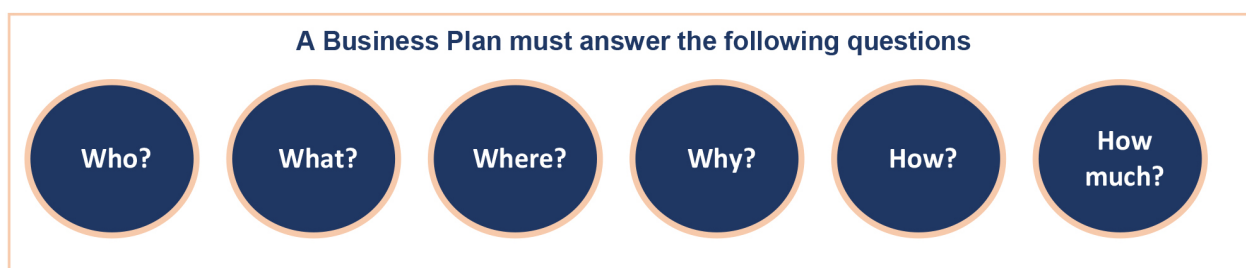 A Business Plan must answer the following questions
Who?
What?
Where?
Why?
How?
How
much?